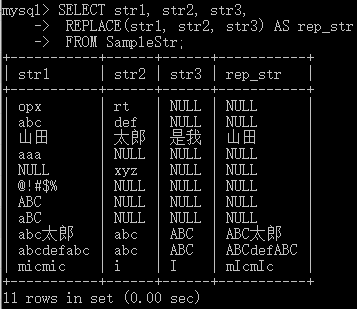 mysql> SELECT str1, str2, str3,
    -> REPLACE(str1, str2, str3) AS rep_str
    -> FROM SampleStr;
+-----------+------+------+-----------+
| str1      | str2 | str3 | rep_str   |
+-----------+------+------+-----------+
| opx       | rt   | NULL | NULL      |
| abc       | def  | NULL | NULL      |
| 山田      | 太郎 | 是我 | 山田      |
| aaa       | NULL | NULL | NULL      |
| NULL      | xyz  | NULL | NULL      |
| @!#$%     | NULL | NULL | NULL      |
| ABC       | NULL | NULL | NULL      |
| aBC       | NULL | NULL | NULL      |
| abc太郎   | abc  | ABC  | ABC太郎   |
| abcdefabc | abc  | ABC  | ABCdefABC |
| micmic    | i    | I    | mIcmIc    |
+-----------+------+------+-----------+
11 rows in set (0.00 sec)